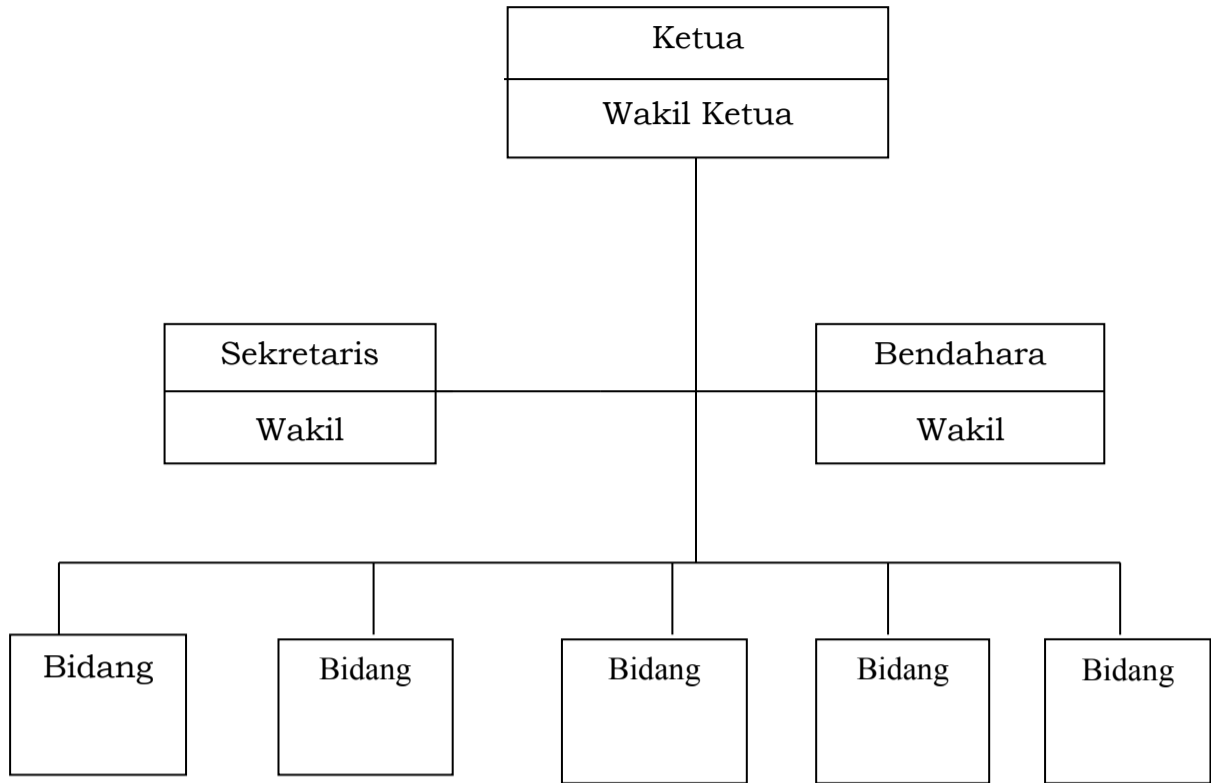 Ketua
Wakil Ketua
Sekretaris
Wakil
Bendahara
Wakil
Bidang
Bidang
Bidang
Bidang
Bidang